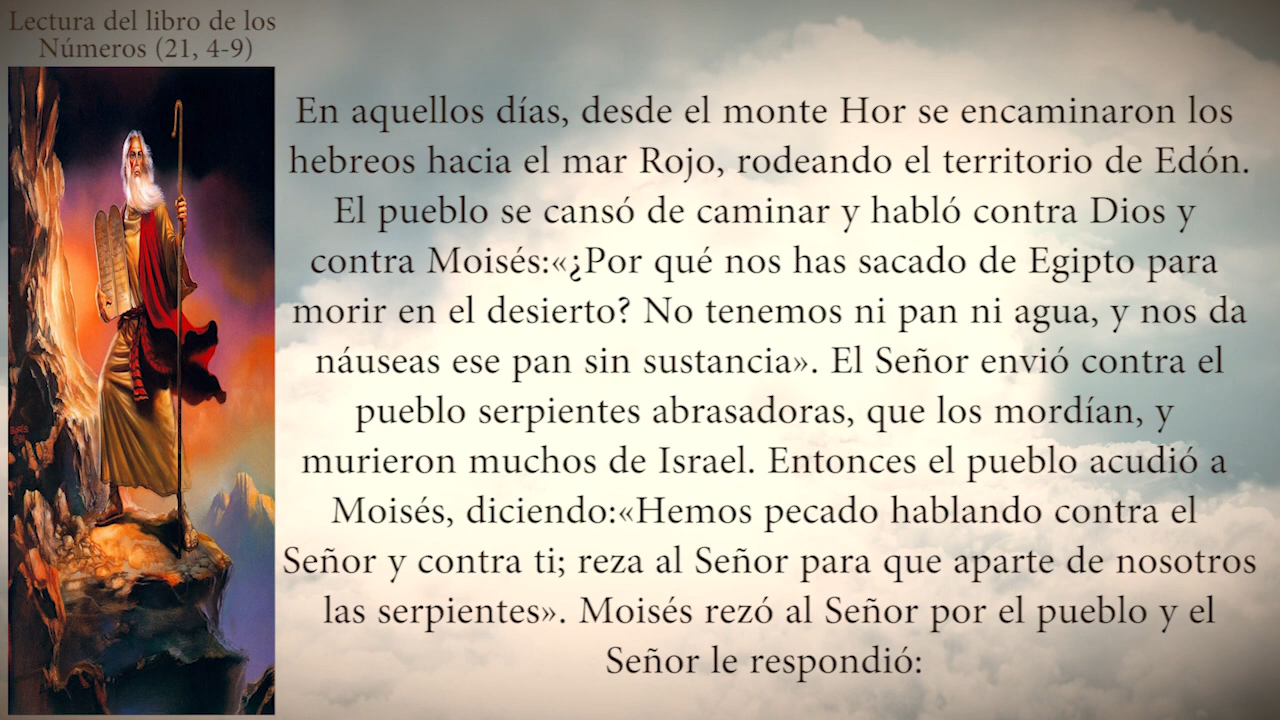 Lectura del libro de los
Números (21, 4-9)
En aquellos días, desde el monte Hor se encaminaron los
hebreos hacia el mar Rojo, rodeando el territorio de Edón.
El pueblo se cansó de caminar y habló contra Dios y
contra Moisés:«¿Por qué nos has sacado de Egipto para
morir en el desierto? No tenemos ni pan ni agua, y nos da
náuseas ese pan sin sustancia». El Señor envió contra el
pueblo serpientes abrasadoras, que los mordían, y
murieron muchos de Israel. Entonces el pueblo acudió a
Moisés, diciendo:«Hemos pecado hablando contra el
Señor y contra ti; reza al Señor para que aparte de nosotros
las serpientes». Moisés rezó al Señor por el pueblo y el
Señor le respondió: